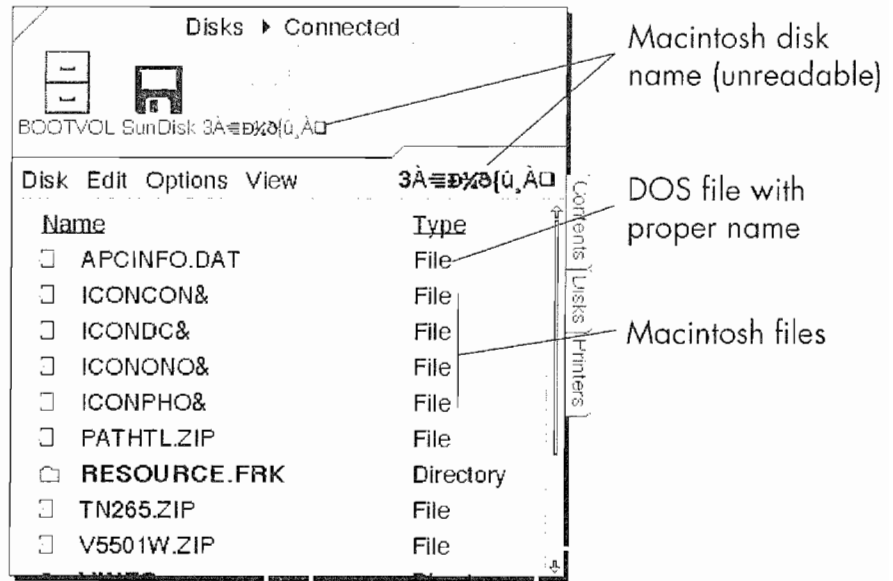 Disks ▸ Connected
BOOTVOL SunDisk
Disk Edit Options View
Name Type
APCINFO.DAT File
ICONCON& File
ICONDC& File
ICONONO& File
ICONPHO& File
PATHTL.ZIP File
RESOURCE.FRK Directory
TN265.ZIP File
V5501W.ZIP File
Contents
Disks
Printers
Macintosh disk
name (unreadable)
DOS file with
proper name
Macintosh files